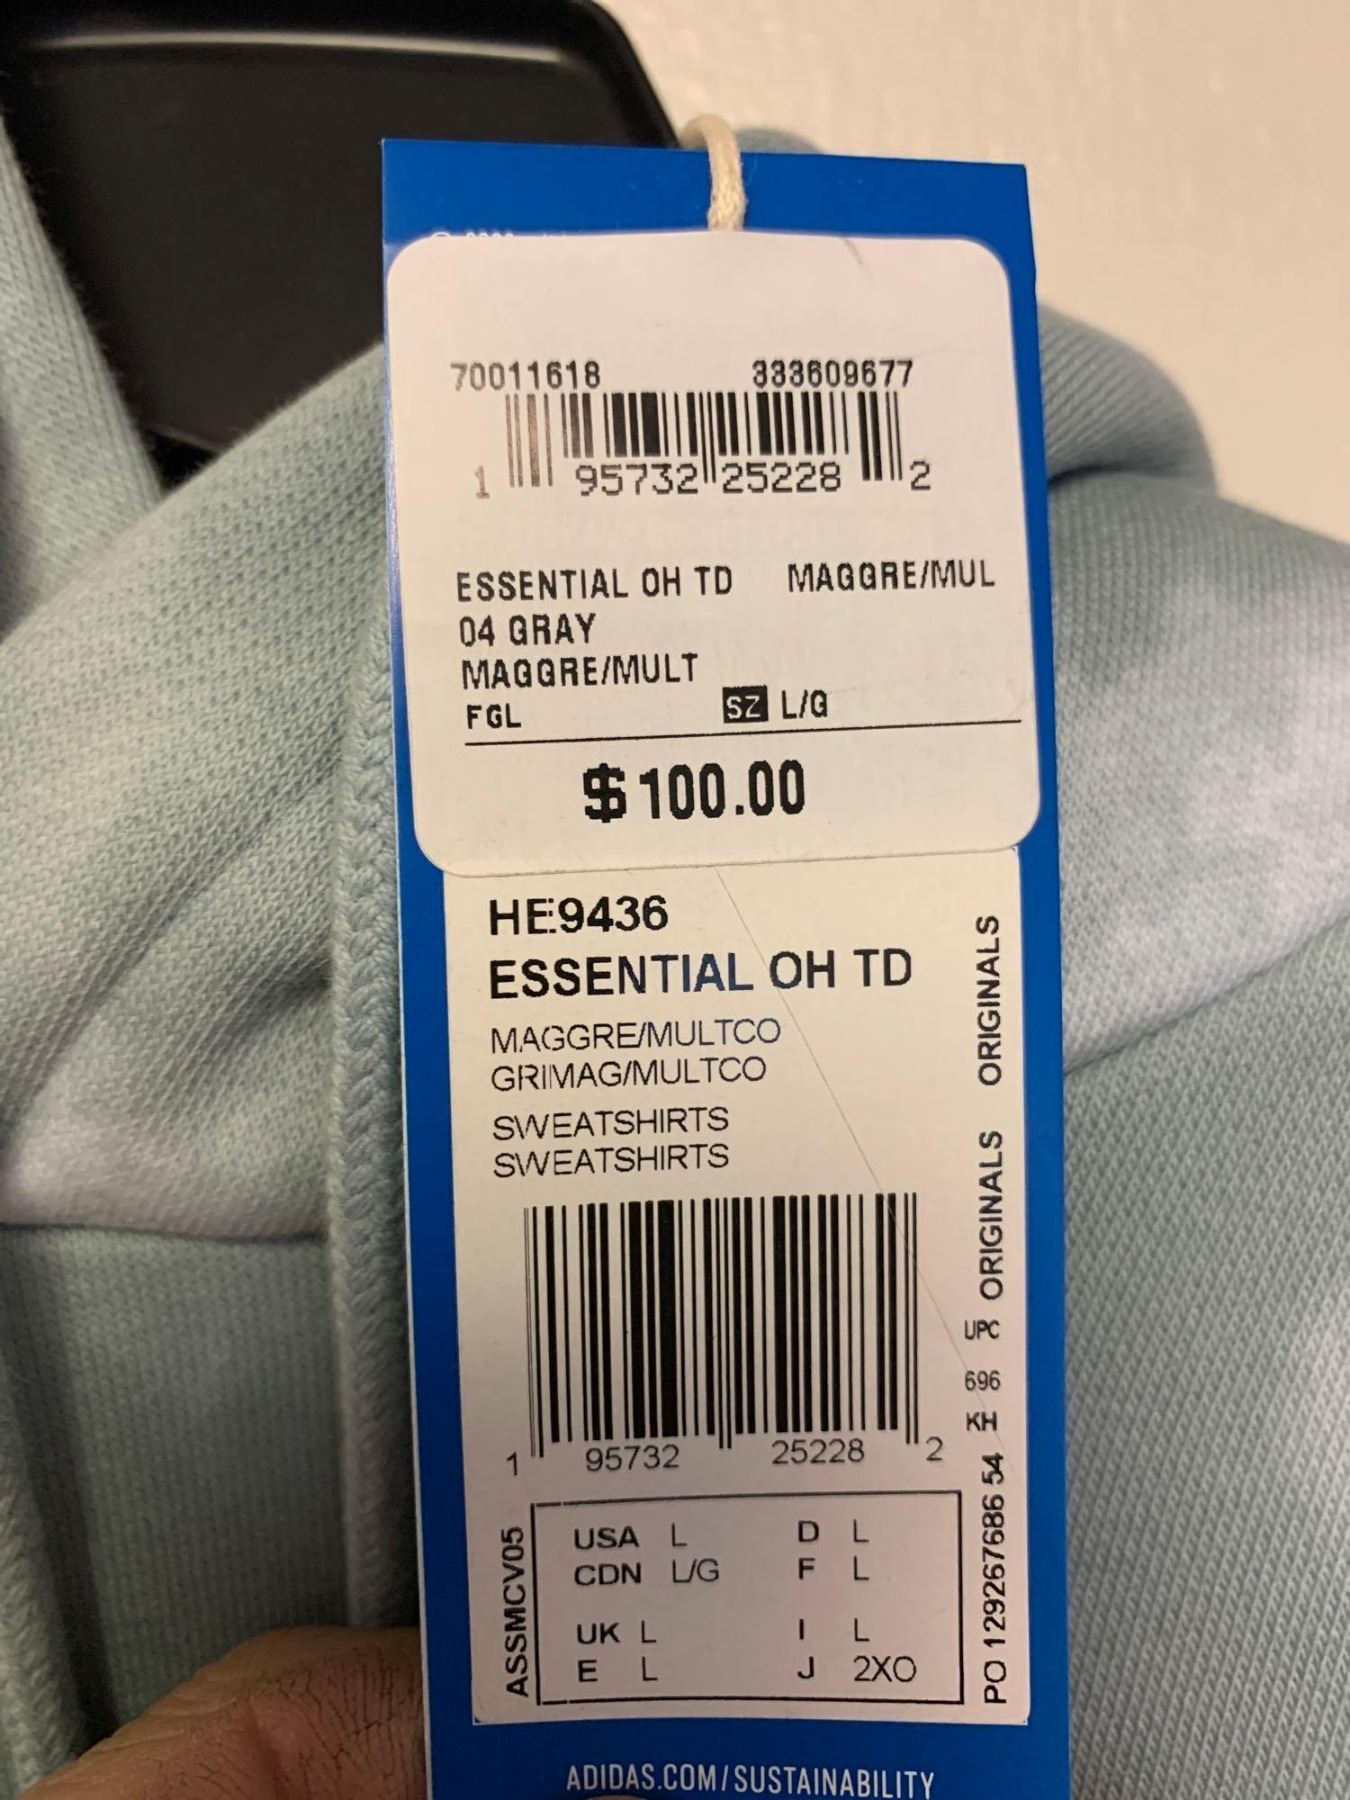 70011618 333609677
1 95732 25228 2
ESSENTIAL OH TD MAGGRE/MUL
04 GRAY
MAGGRE/MULT
FGL SZ L/G
$100.00
HE9436
ESSENTIAL OH TD
MAGGRE/MULTCO
GRIMAG/MULTCO
SWEATSHIRTS
SWEATSHIRTS
1 95732 25228 2
USA L D L
CDN L/G F L
UK L I L
E L J 2XO
ASSMCV05
PO 129267686 54 KH 696 UPC ORIGINALS ORIGINALS
ADIDAS.COM/SUSTAINABILITY